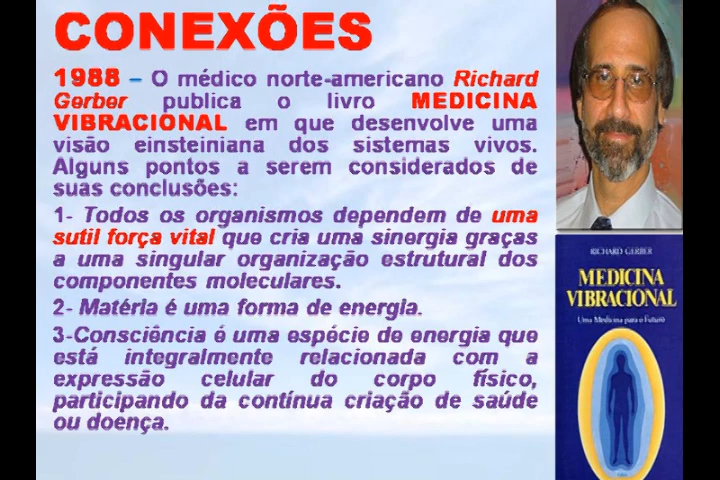 CONEXÕES
1988 – O médico norte-americano Richard
Gerber publica o livro MEDICINA
VIBRACIONAL em que desenvolve uma
visão einsteiniana dos sistemas vivos.
Alguns pontos a serem considerados de
suas conclusões:
1- Todos os organismos dependem de uma
sutil força vital que cria uma sinergia graças
a uma singular organização estrutural dos
componentes moleculares.
2- Matéria é uma forma de energia.
3-Consciência é uma espécie de energia que
está integralmente relacionada com a
expressão celular do corpo físico,
participando da contínua criação de saúde
ou doença.
RICHARD GERBER
MEDICINA
VIBRACIONAL
Uma Medicina para o Futuro